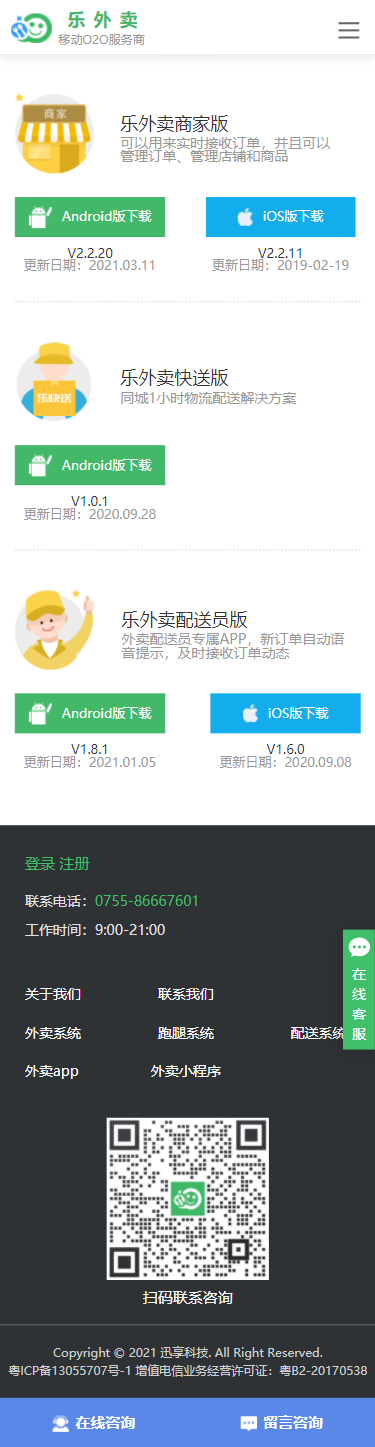 乐外卖
移动O2O服务商
商家
乐外卖商家版
可以用来实时接收订单，并且可以
管理订单、管理店铺和商品
Android版下载
iOS版下载
V2.2.20
V2.2.11
更新日期：2021.03.11
更新日期：2019-02-19
乐快送
乐外卖快送版
同城1小时物流配送解决方案
Android版下载
V1.0.1
更新日期：2020.09.28
乐外卖配送员版
外卖配送员专属APP，新订单自动语
音提示，及时接收订单动态
Android版下载
iOS版下载
V1.8.1
V1.6.0
更新日期：2021.01.05
更新日期：2020.09.08
登录 注册
联系电话：0755-86667601
工作时间：9:00-21:00
在线客服
关于我们
联系我们
外卖系统
跑腿系统
配送系统
外卖app
外卖小程序
扫码联系咨询
Copyright © 2021 迅享科技. All Right Reserved.
粤ICP备13055707号-1 增值电信业务经营许可证：粤B2-20170538
在线咨询
留言咨询